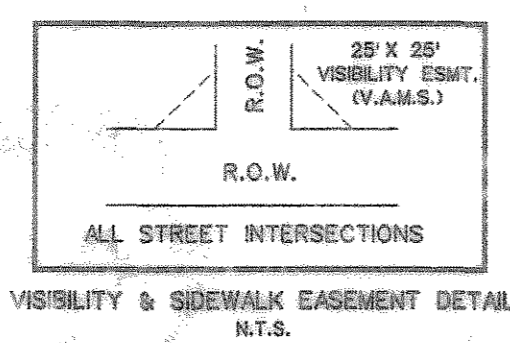 25' X 25'
VISIBILITY ESMT.
(V.A.M.S.)
R.O.W.
R.O.W.
ALL STREET INTERSECTIONS
VISIBILITY & SIDEWALK EASEMENT DETAIL
N.T.S.